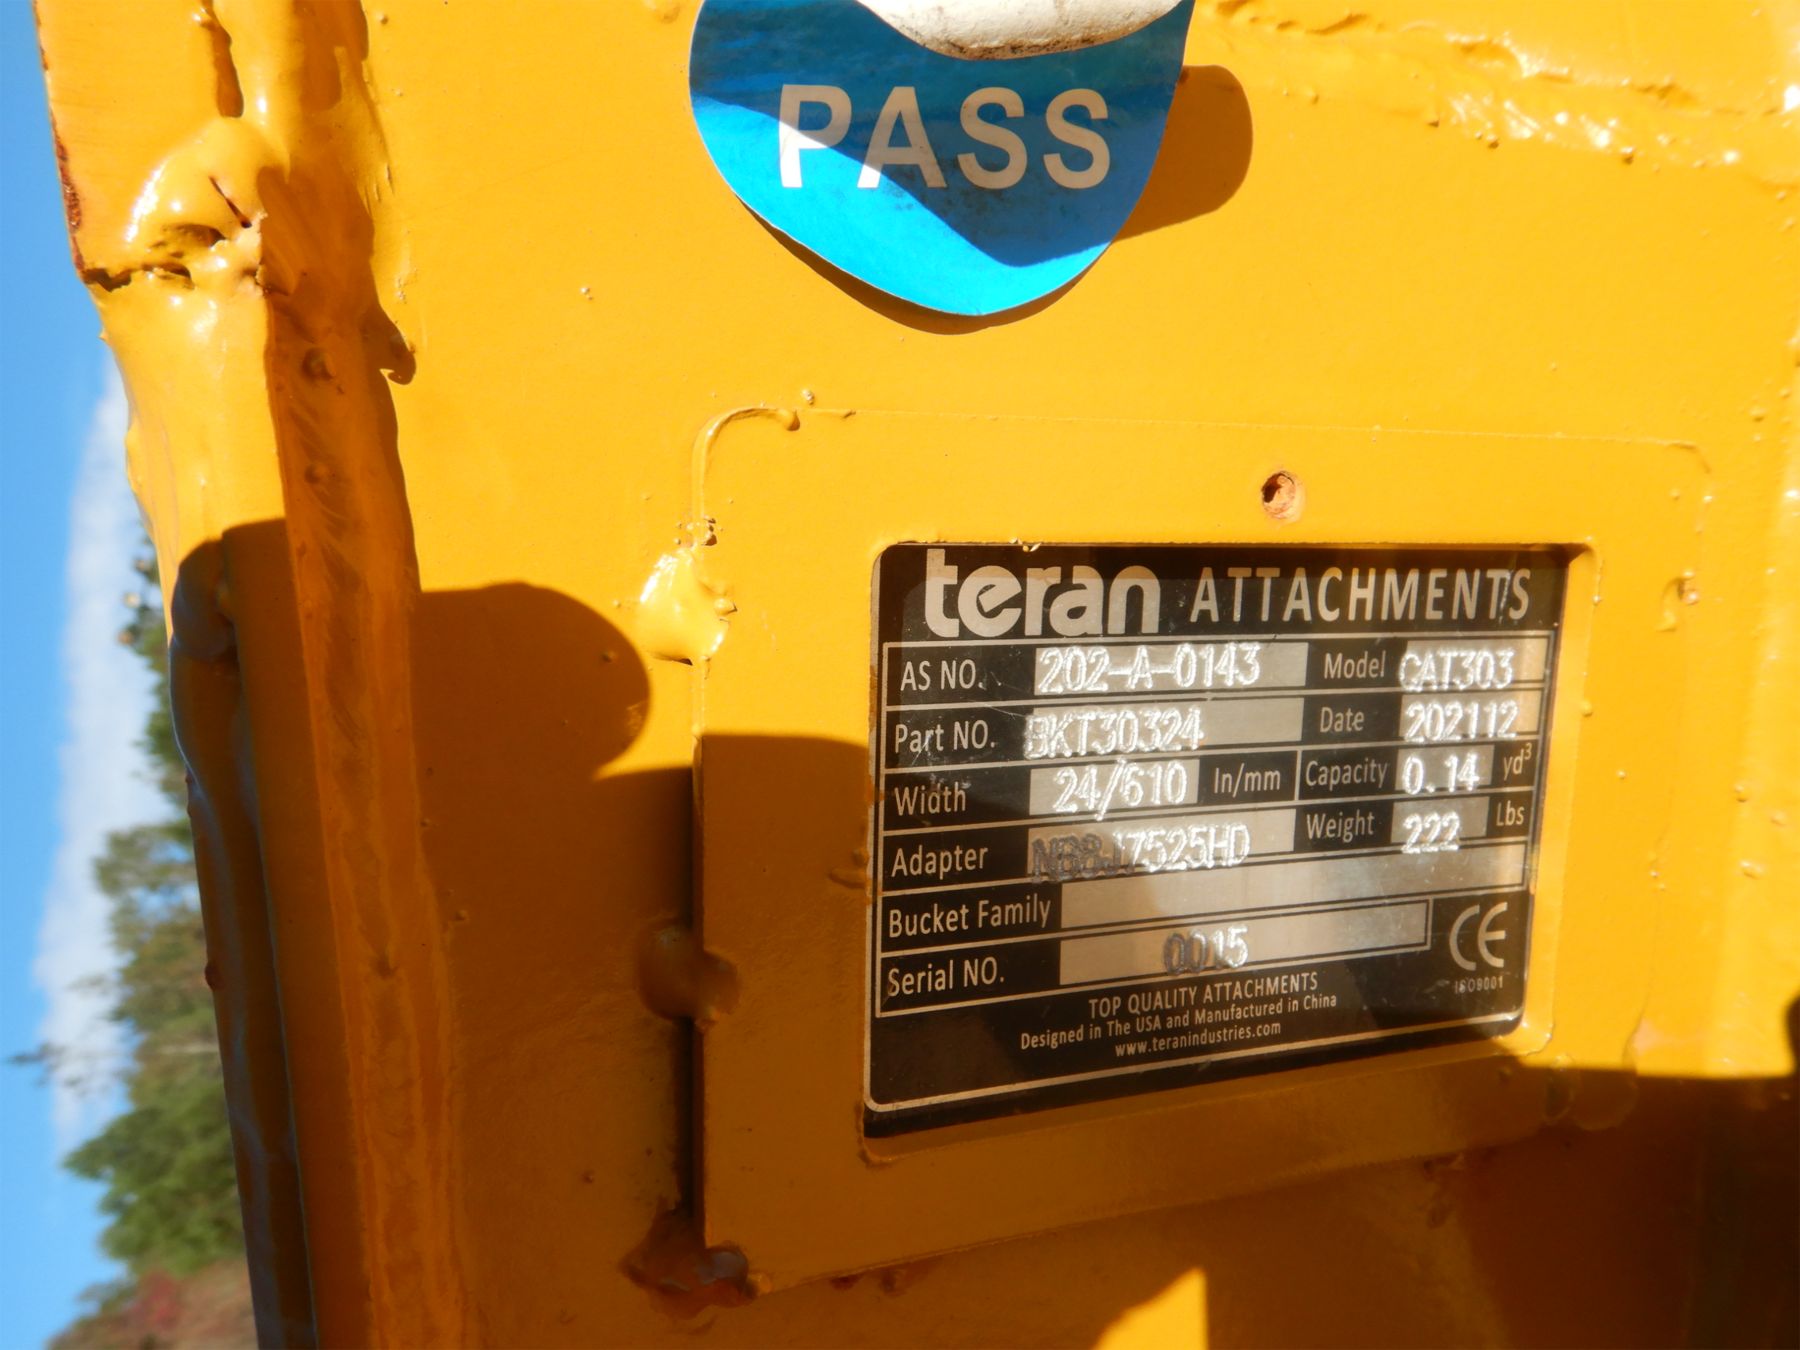 PASS
teran ATTACHMENTS
AS NO. 202-A-0143 Model CAT303
Part NO. BKT30324 Date 202112
Width 24/610 In/mm Capacity 0.14 yd³
Adapter NB8J7525HD Weight 222 Lbs
Bucket Family
Serial NO. 0015
CE
ISO9001
TOP QUALITY ATTACHMENTS
Designed in The USA and Manufactured in China
www.teranindustries.com